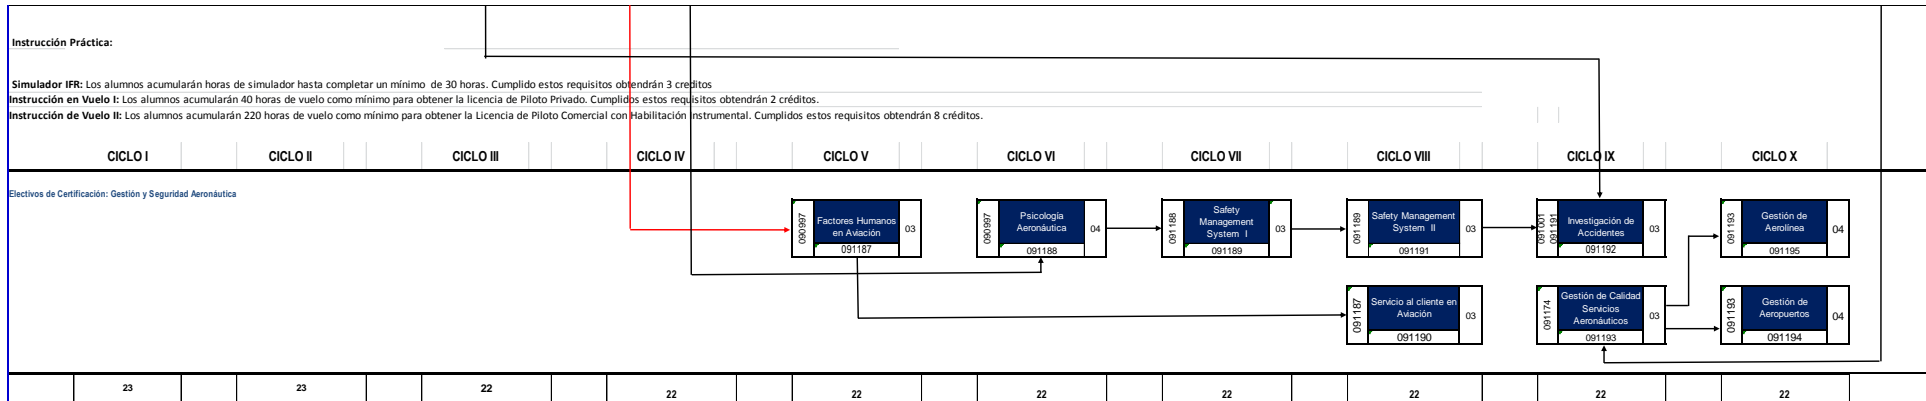 Instrucción Práctica:
Simulador IFR: Los alumnos acumularán horas de simulador hasta completar un mínimo de 30 horas. Cumplido estos requisitos obtendrán 3 creditos
Instrucción en Vuelo I: Los alumnos acumularán 40 horas de vuelo como mínimo para obtener la licencia de Piloto Privado. Cumplidos estos requisitos obtendrán 2 créditos.
Instrucción de Vuelo II: Los alumnos acumularán 220 horas de vuelo como mínimo para obtener la Licencia de Piloto Comercial con Habilitación Instrumental. Cumplidos estos requisitos obtendrán 8 créditos.
CICLO I CICLO II CICLO III CICLO IV CICLO V CICLO VI CICLO VII CICLO VIII CICLO IX CICLO X
Electivos de Certificación: Gestión y Seguridad Aeronáutica
090997
Factores Humanos
en Aviación
03
091187
090997
Psicología
Aeronáutica
04
091188
091188
Safety
Management
System I
03
091189
091189
Safety Management
System II
03
091191
091001
091191
Investigación de
Accidentes
03
091192
091193
Gestión de
Aerolínea
04
091195
091187
Servicio al cliente en
Aviación
03
091190
091174
Gestión de Calidad
Servicios
Aeronáuticos
03
091193
091193
Gestión de
Aeropuertos
04
091194
23 23 22 22 22 22 22 22 22 22